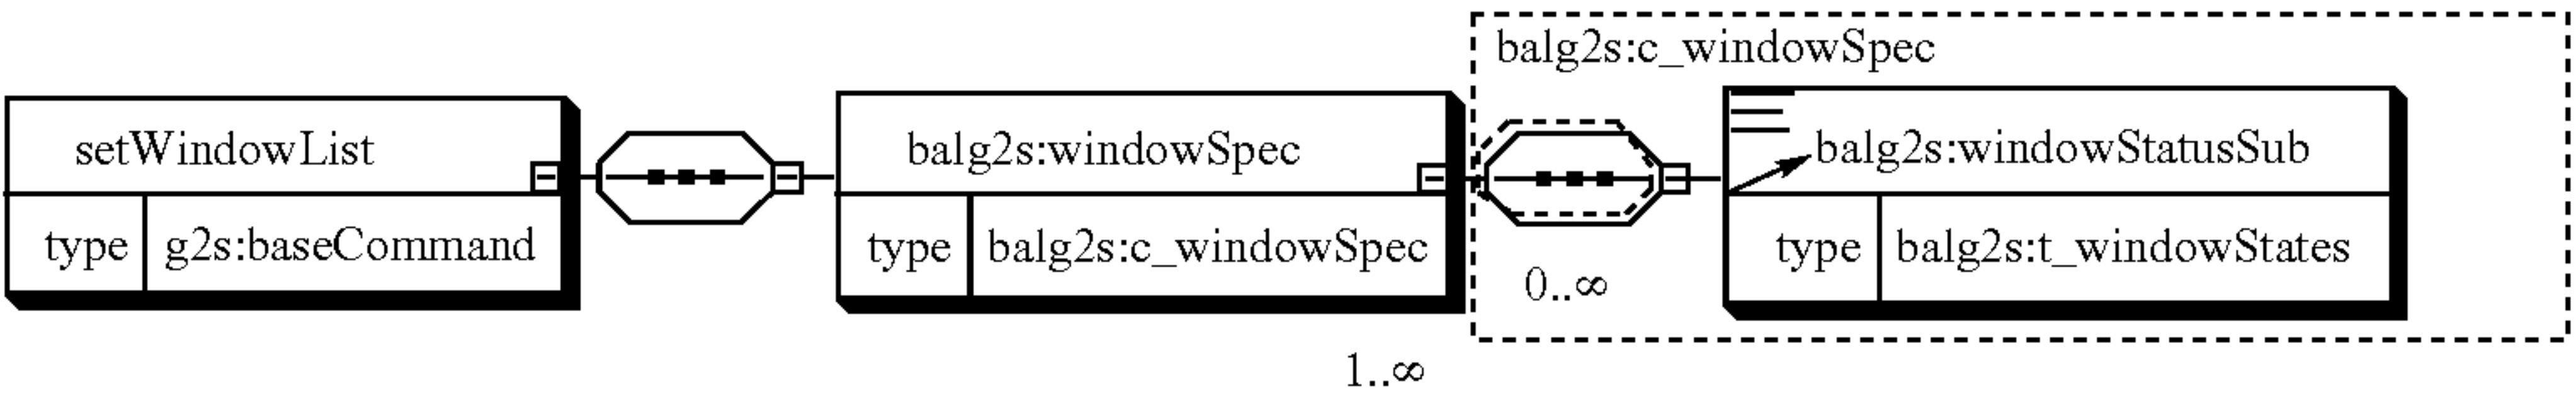 balg2s:c_windowSpec
setWindowList
type g2s:baseCommand
balg2s:windowSpec
type balg2s:c_windowSpec
1..∞
0..∞
balg2s:windowStatusSub
type balg2s:t_windowStates